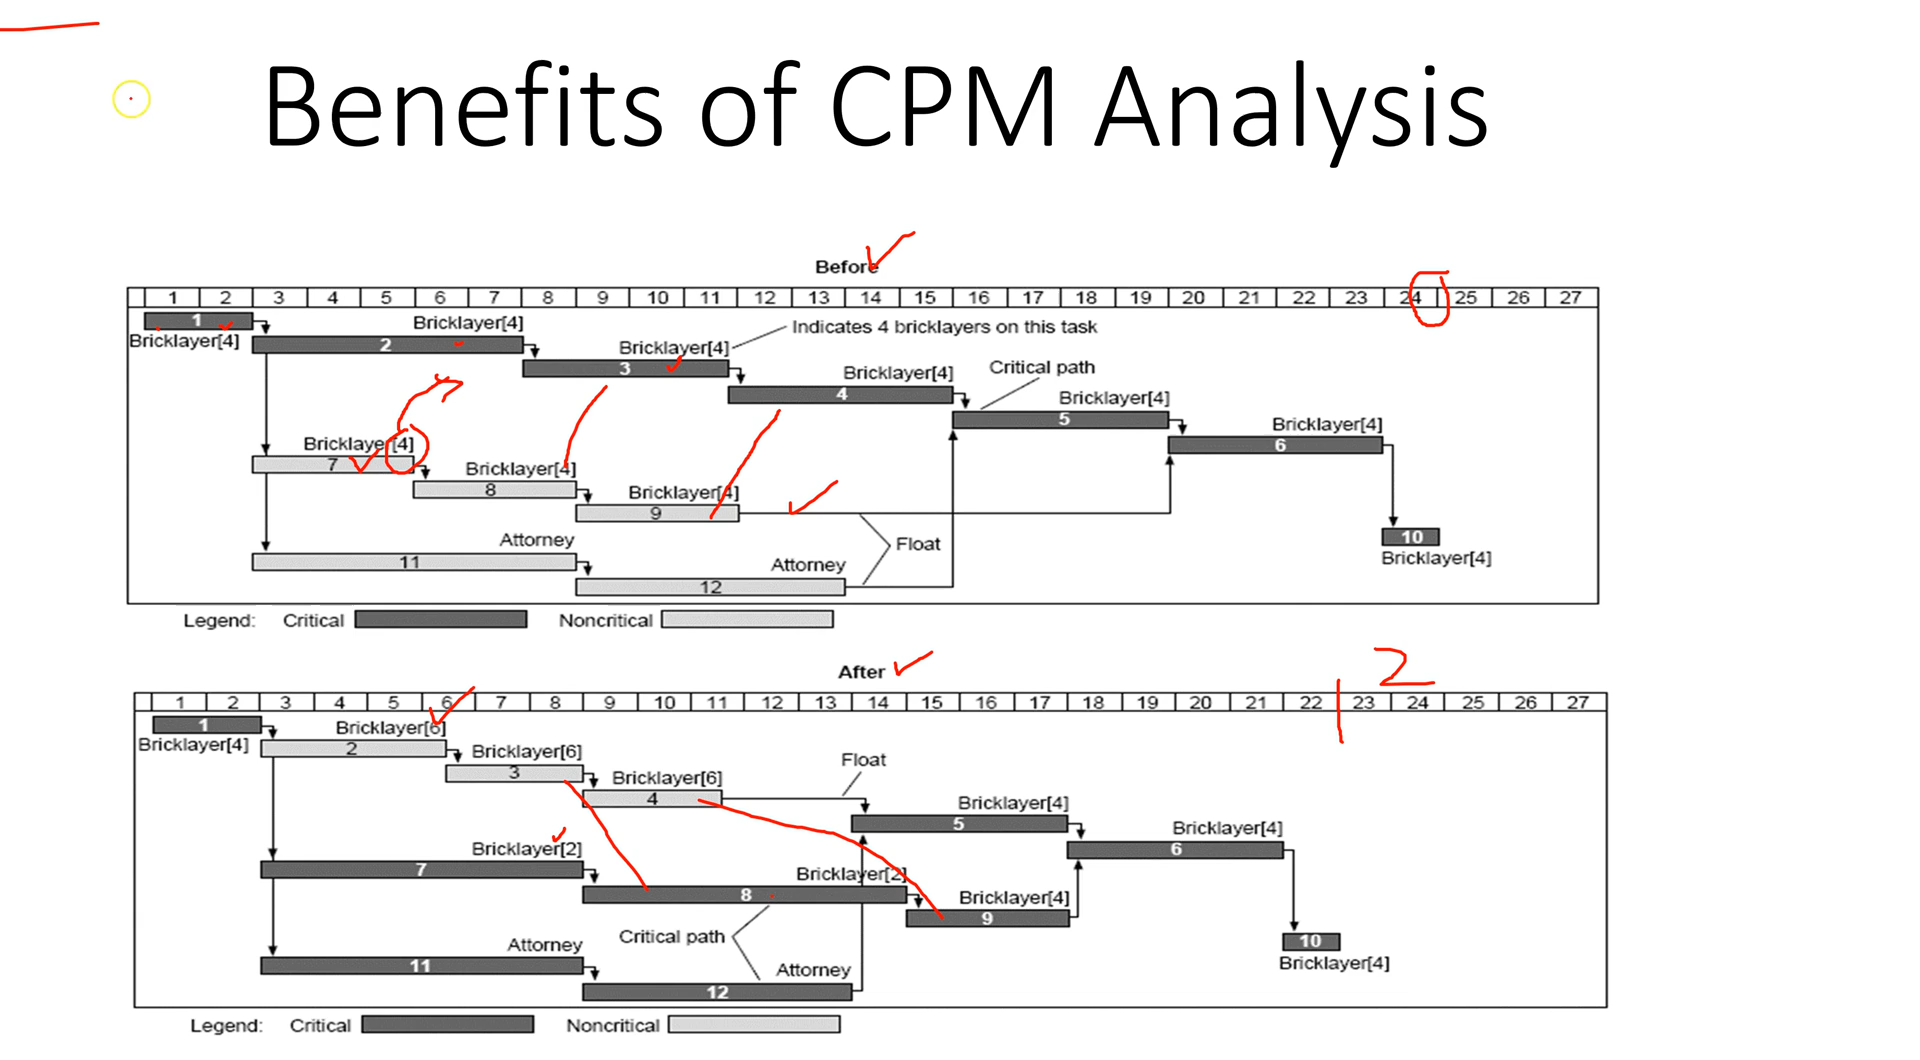 Benefits of CPM Analysis
Before
1 2 3 4 5 6 7 8 9 10 11 12 13 14 15 16 17 18 19 20 21 22 23 24 25 26 27
1
Bricklayer[4]
Bricklayer[4]
2
Indicates 4 bricklayers on this task
Bricklayer[4]
3
Critical path
Bricklayer[4]
4
Bricklayer[4]
5
Bricklayer[4]
6
Bricklayer[4]
7
Bricklayer[4]
8
Bricklayer[4]
9
Attorney
Float
10
Bricklayer[4]
11
Attorney
12
Legend: Critical Noncritical
After
2
1 2 3 4 5 6 7 8 9 10 11 12 13 14 15 16 17 18 19 20 21 22 23 24 25 26 27
1
Bricklayer[4]
Bricklayer[6]
2
Bricklayer[6]
3
Float
Bricklayer[6]
4
Bricklayer[4]
5
Bricklayer[4]
6
Bricklayer[2]
7
Bricklayer[2]
8
Bricklayer[4]
9
Critical path
10
Bricklayer[4]
Attorney
11
Attorney
12
Legend: Critical Noncritical